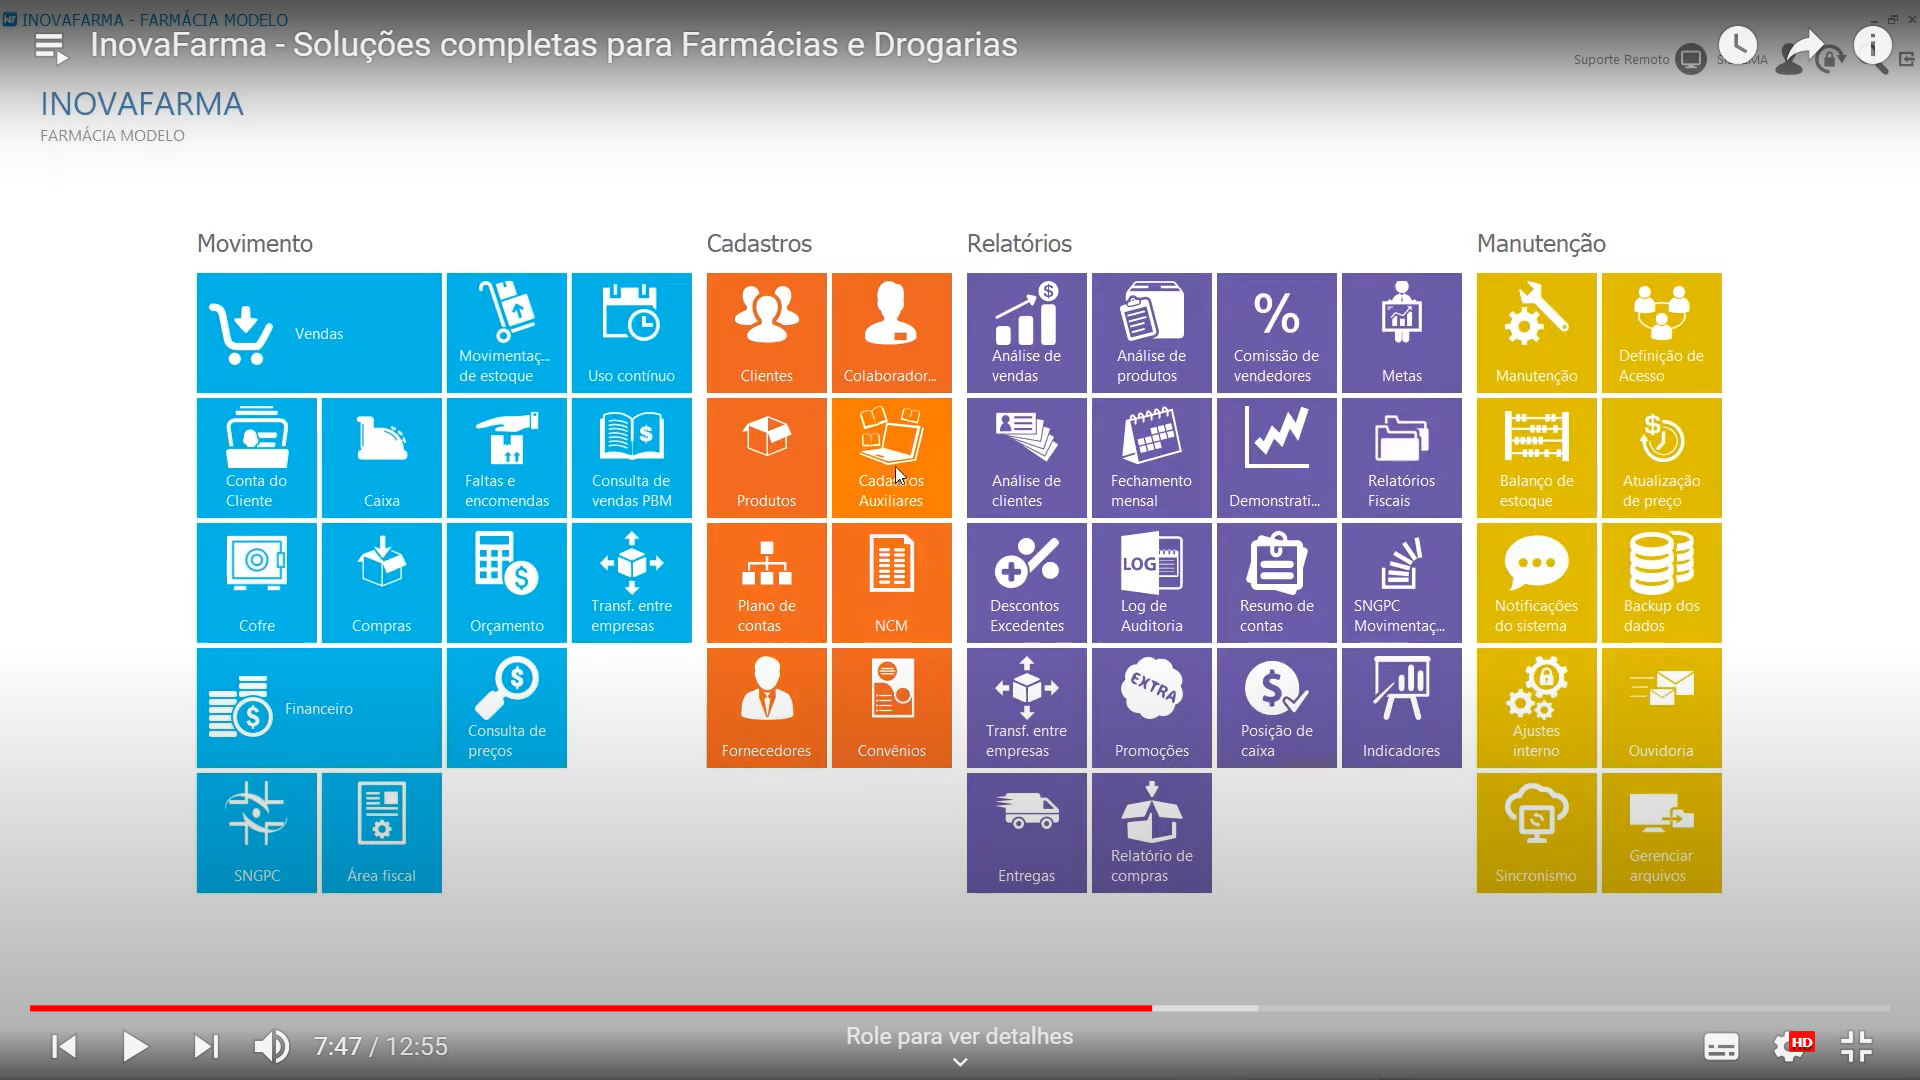 INOVAFARMA - FARMÁCIA MODELO
InovaFarma - Soluções completas para Farmácias e Drogarias
Suporte Remoto
INOVAFARMA
FARMÁCIA MODELO
Movimento
Vendas
Movimentaç...
de estoque
Uso contínuo
Conta do
Cliente
Caixa
Faltas e
encomendas
Consulta de
vendas PBM
Cofre
Compras
Orçamento
Transf. entre
empresas
Financeiro
Consulta de
preços
SNGPC
Área fiscal
Cadastros
Clientes
Colaborador...
Produtos
Cadastros
Auxiliares
Plano de
contas
NCM
Fornecedores
Convênios
Relatórios
Análise de
vendas
Análise de
produtos
%
Comissão de
vendedores
Metas
Análise de
clientes
Fechamento
mensal
Demonstrati...
Relatórios
Fiscais
Descontos
Excedentes
LOG
Log de
Auditoria
Resumo de
contas
SNGPC
Movimentaç...
Transf. entre
empresas
EXTRA
Promoções
Posição de
caixa
Indicadores
Entregas
Relatório de
compras
Manutenção
Manutenção
Definição de
Acesso
Balanço de
estoque
Atualização
de preço
Notificações
do sistema
Backup dos
dados
Ajustes
interno
Ouvidoria
Sincronismo
Gerenciar
arquivos
7:47 / 12:55
Role para ver detalhes
HD